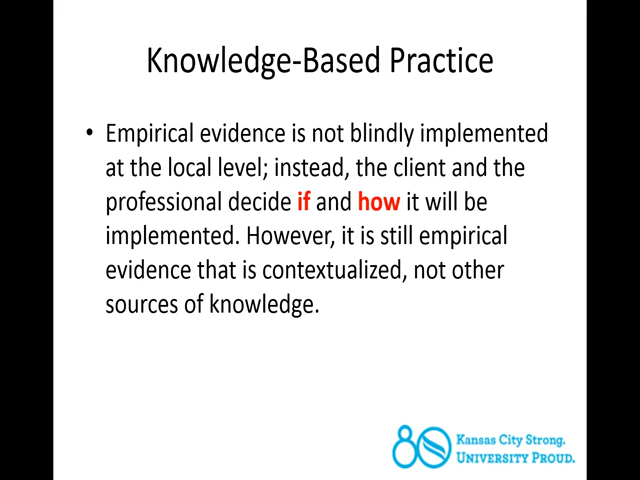 Knowledge-Based Practice
• Empirical evidence is not blindly implemented
at the local level; instead, the client and the
professional decide if and how it will be
implemented. However, it is still empirical
evidence that is contextualized, not other
sources of knowledge.
80
Kansas City Strong.
UNIVERSITY PROUD.